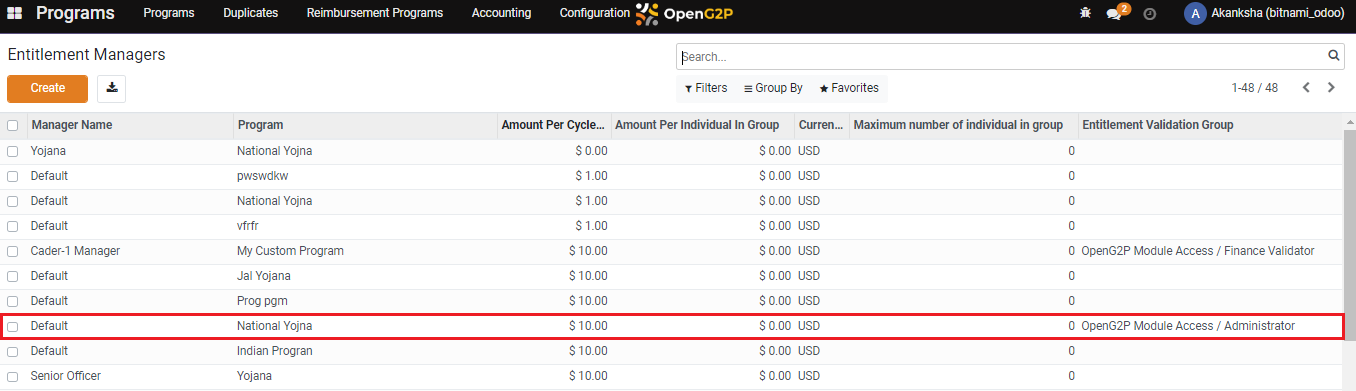 Programs Programs Duplicates Reimbursement Programs Accounting Configuration OpenG2P 2 A Akanksha (bitnami_odoo)
Entitlement Managers Search...
Create Filters Group By Favorites 1-48 / 48
Manager Name Program Amount Per Cycle... Amount Per Individual In Group Curren... Maximum number of individual in group Entitlement Validation Group
Yojana National Yojna $ 0.00 $ 0.00 USD 0
Default pwswdkw $ 1.00 $ 0.00 USD 0
Default National Yojna $ 1.00 $ 0.00 USD 0
Default vfrfr $ 1.00 $ 0.00 USD 0
Cader-1 Manager My Custom Program $ 10.00 $ 0.00 USD 0 OpenG2P Module Access / Finance Validator
Default Jal Yojana $ 10.00 $ 0.00 USD 0
Default Prog pgm $ 10.00 $ 0.00 USD 0
Default National Yojna $ 10.00 $ 0.00 USD 0 OpenG2P Module Access / Administrator
Default Indian Progran $ 10.00 $ 0.00 USD 0
Senior Officer Yojana $ 10.00 $ 0.00 USD 0